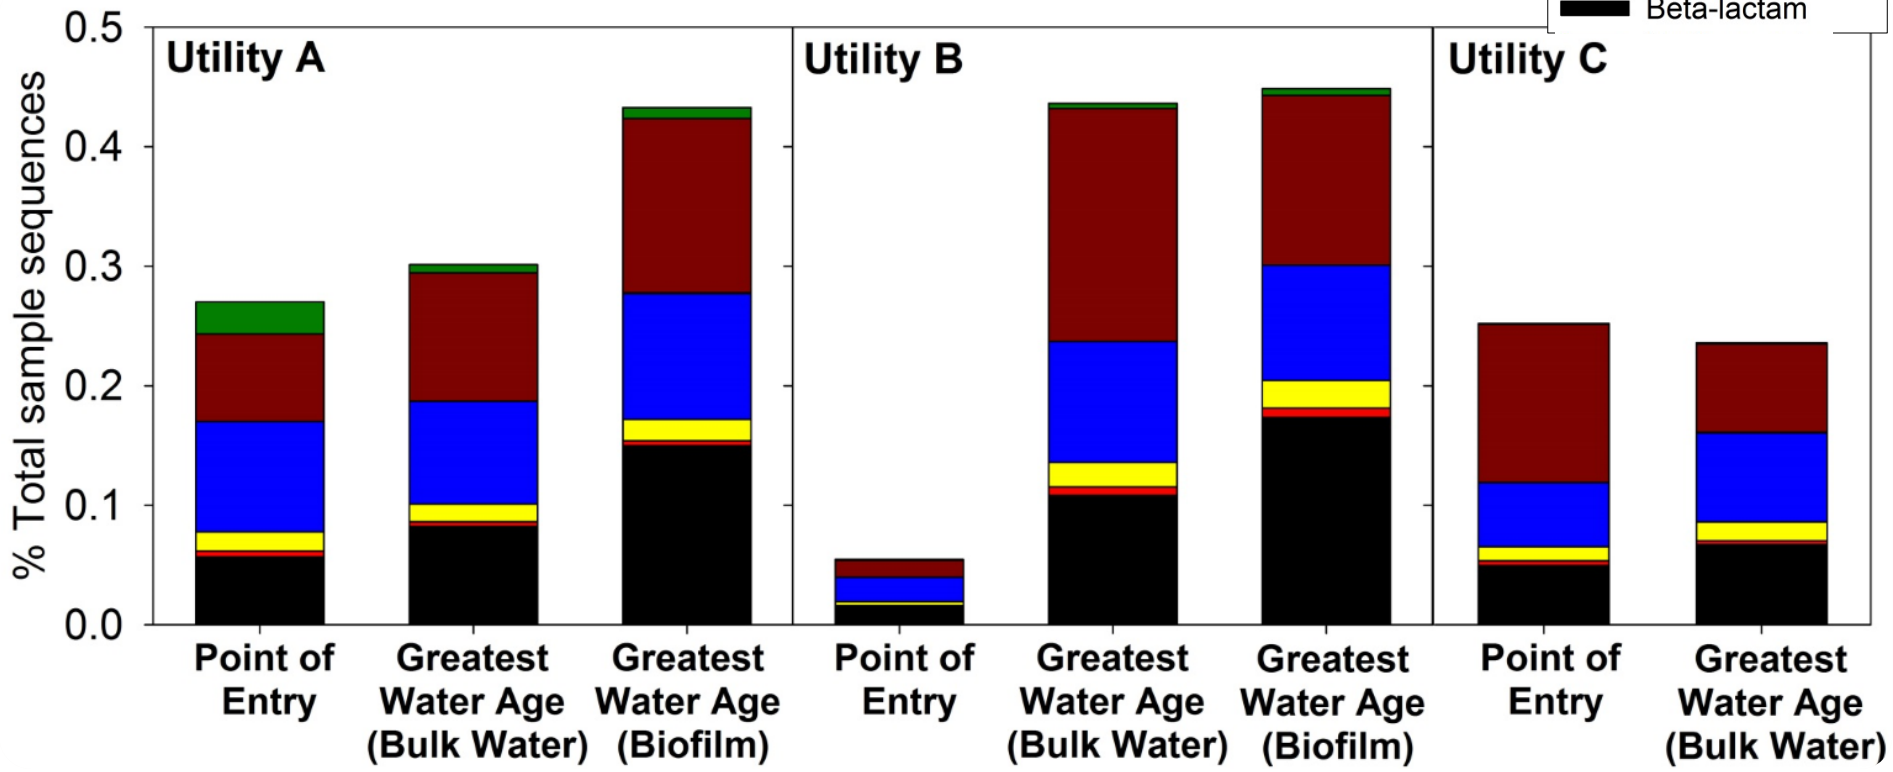 Beta-lactam
Utility A
Utility B
Utility C
% Total sample sequences
0.5
0.4
0.3
0.2
0.1
0.0
Point of
Entry
Greatest
Water Age
(Bulk Water)
Greatest
Water Age
(Biofilm)
Point of
Entry
Greatest
Water Age
(Bulk Water)
Greatest
Water Age
(Biofilm)
Point of
Entry
Greatest
Water Age
(Bulk Water)